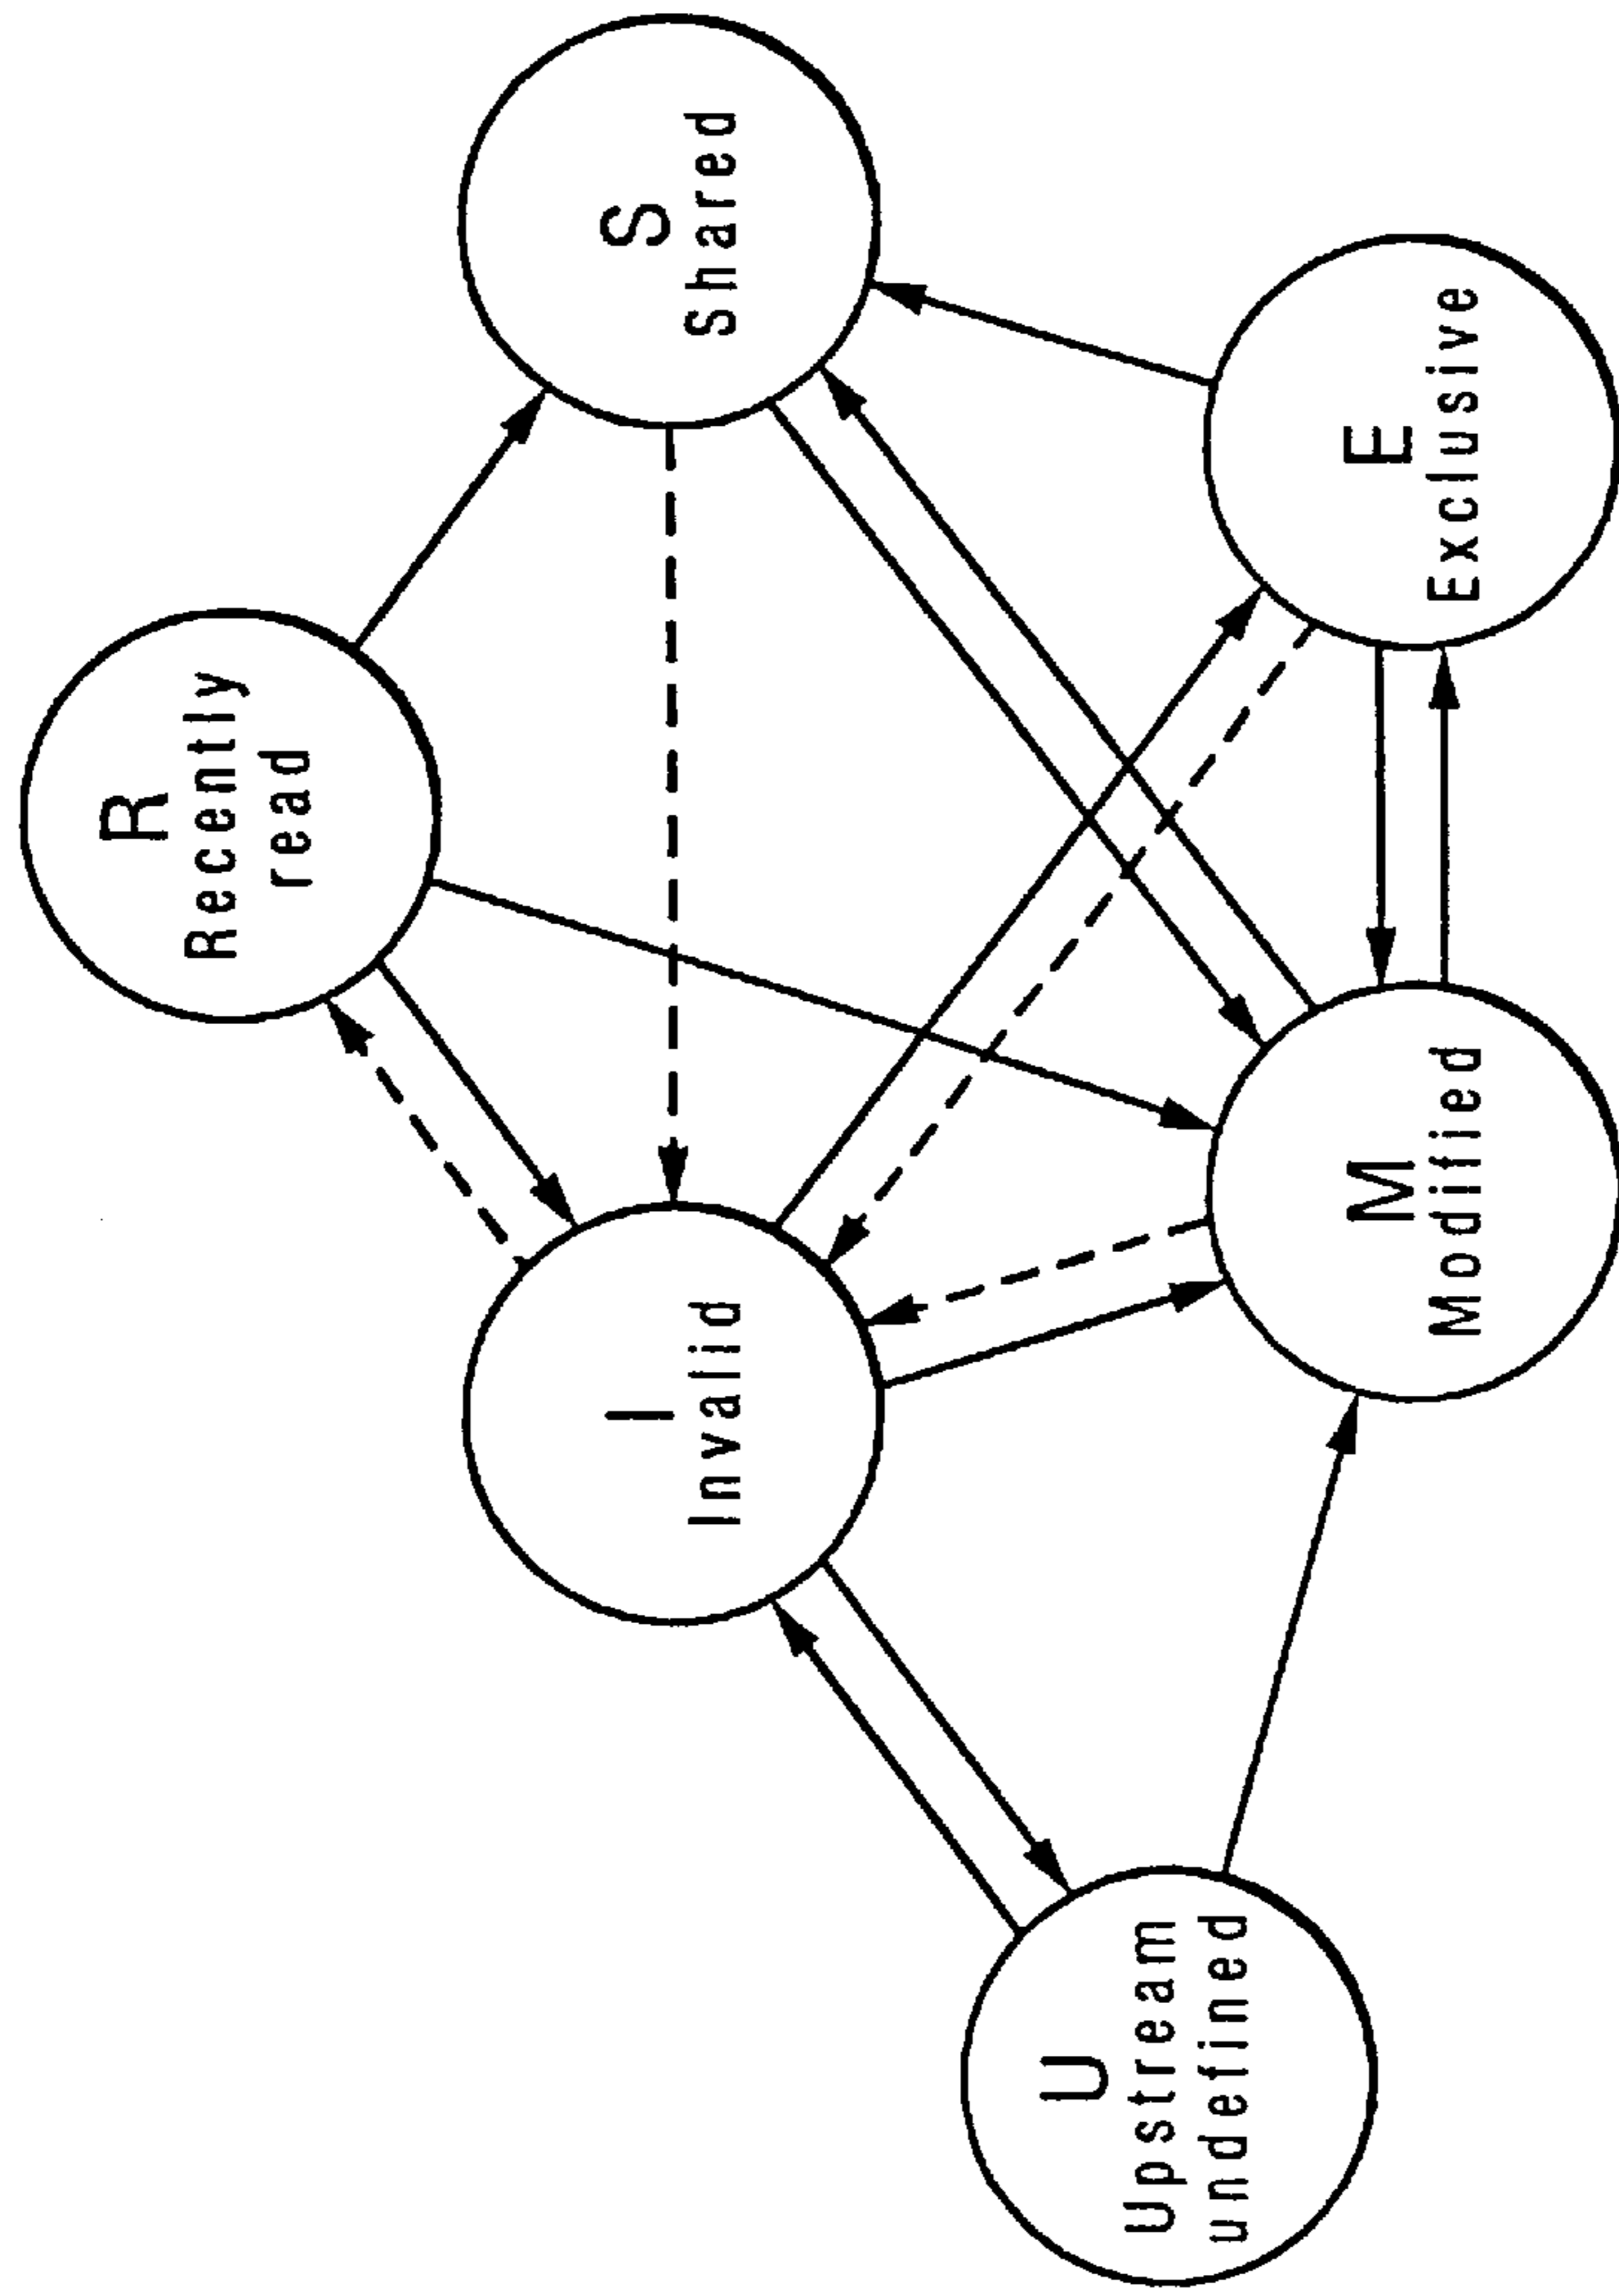 R
Recently
read
I
Invalid
S
Shared
U
Upstream
undefined
M
Modified
E
Exclusive